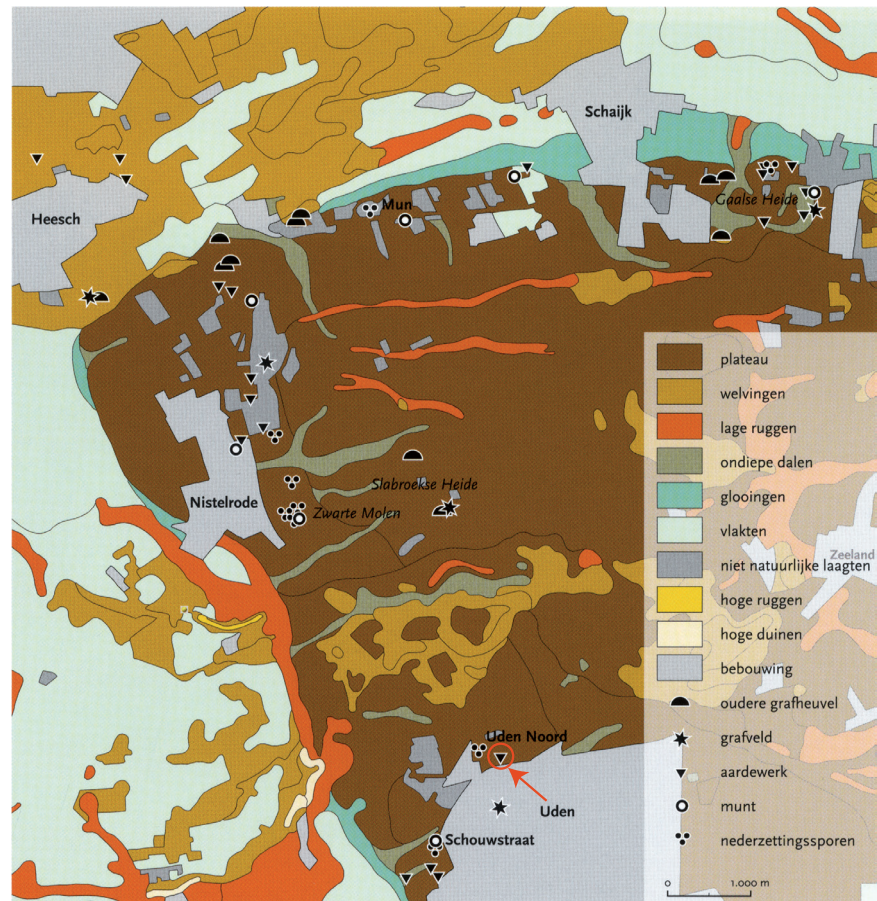 Schaijk
Mun
Heesch
Gaalse Heide
plateau
welvingen
lage ruggen
ondiepe dalen
Slabroekse Heide
glooingen
Nistelrode
Zwarte Molen
vlakten
Zeeland
niet natuurlijke laagten
hoge ruggen
hoge duinen
bebouwing
oudere grafheuvel
Uden Noord
grafveld
aardewerk
Uden
munt
Schouwstraat
nederzettingssporen
0 1.000 m